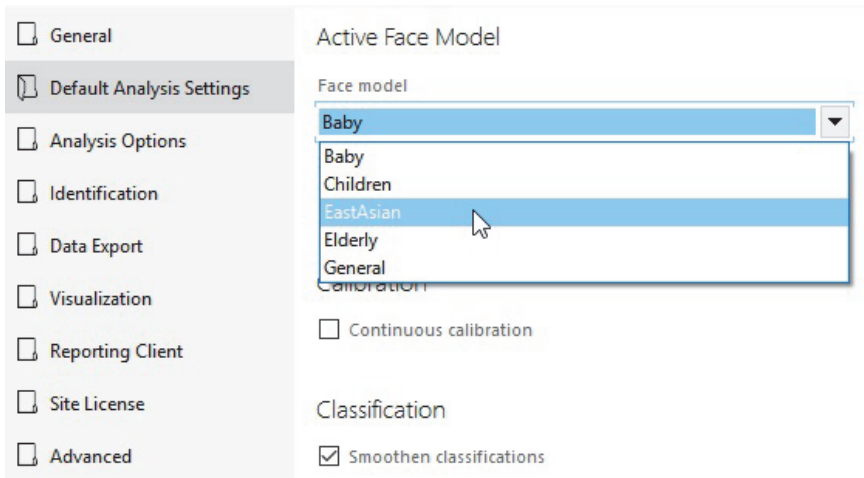 General
Default Analysis Settings
Analysis Options
Identification
Data Export
Visualization
Reporting Client
Site License
Advanced
Active Face Model
Face model
Baby
Baby
Children
EastAsian
Elderly
General
Calibration
Continuous calibration
Classification
Smoothen classifications